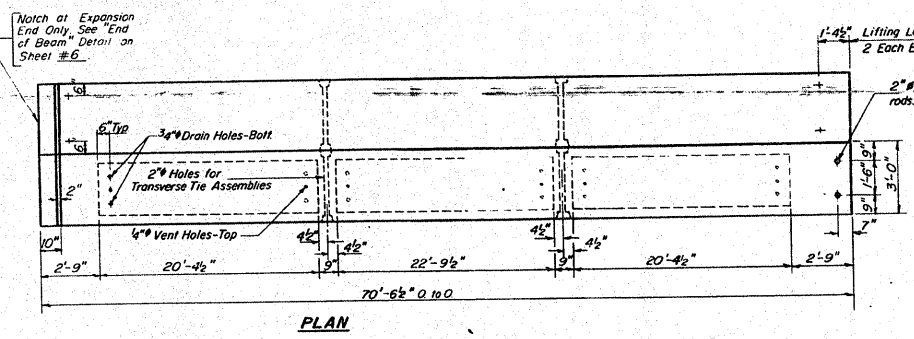 Notch at Expansion
End Only. See "End
of Beam" Detail on
Sheet #6.
1'-4½"
Lifting L
2 Each E
6"
6"
6" Typ
¾"ϕ Drain Holes-Bott.
2"ϕ
rods.
2"ϕ Holes for
Transverse Tie Assemblies
2"
¼"ϕ Vent Holes-Top
9"
1'-6"
9"
3'-0"
4½"
4½"
4½"
4½"
7"
10"
2'-9"
20'-4½"
9"
22'-9½"
9"
20'-4½"
2'-9"
70'-6½" O. to O.
PLAN